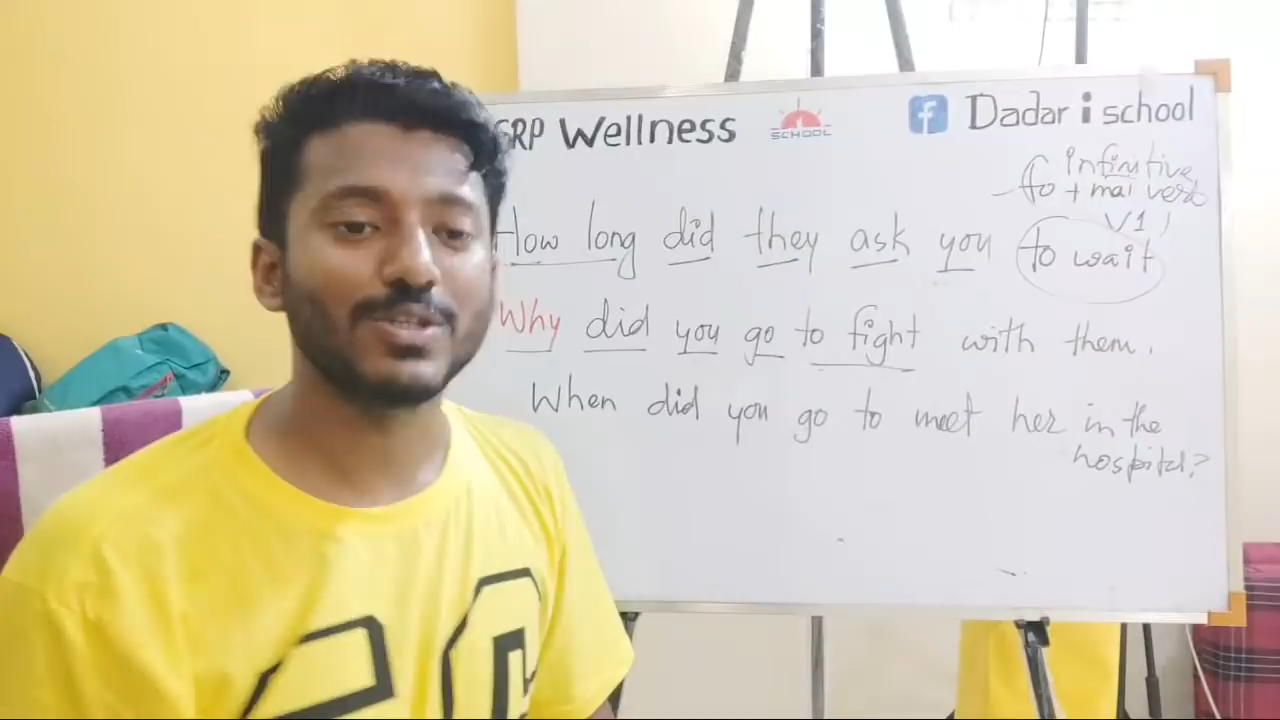 GRP Wellness
SCHOOL
f Dadar i school
infinitive
to + mai verb
V1
How long did they ask you to wait
Why did you go to fight with them.
When did you go to meet her in the
hospital?